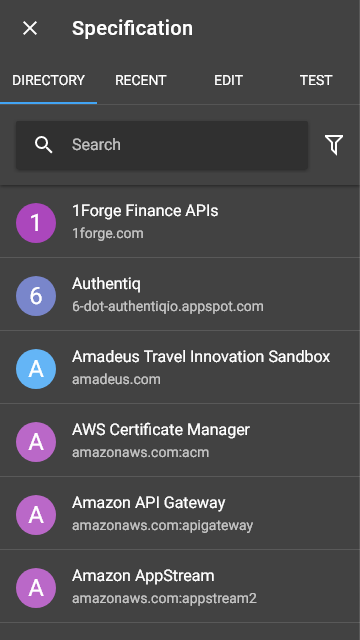 Specification
DIRECTORY RECENT EDIT TEST
Search
1
1Forge Finance APIs
1forge.com
6
Authentiq
6-dot-authentiqio.appspot.com
A
Amadeus Travel Innovation Sandbox
amadeus.com
A
AWS Certificate Manager
amazonaws.com:acm
A
Amazon API Gateway
amazonaws.com:apigateway
A
Amazon AppStream
amazonaws.com:appstream2